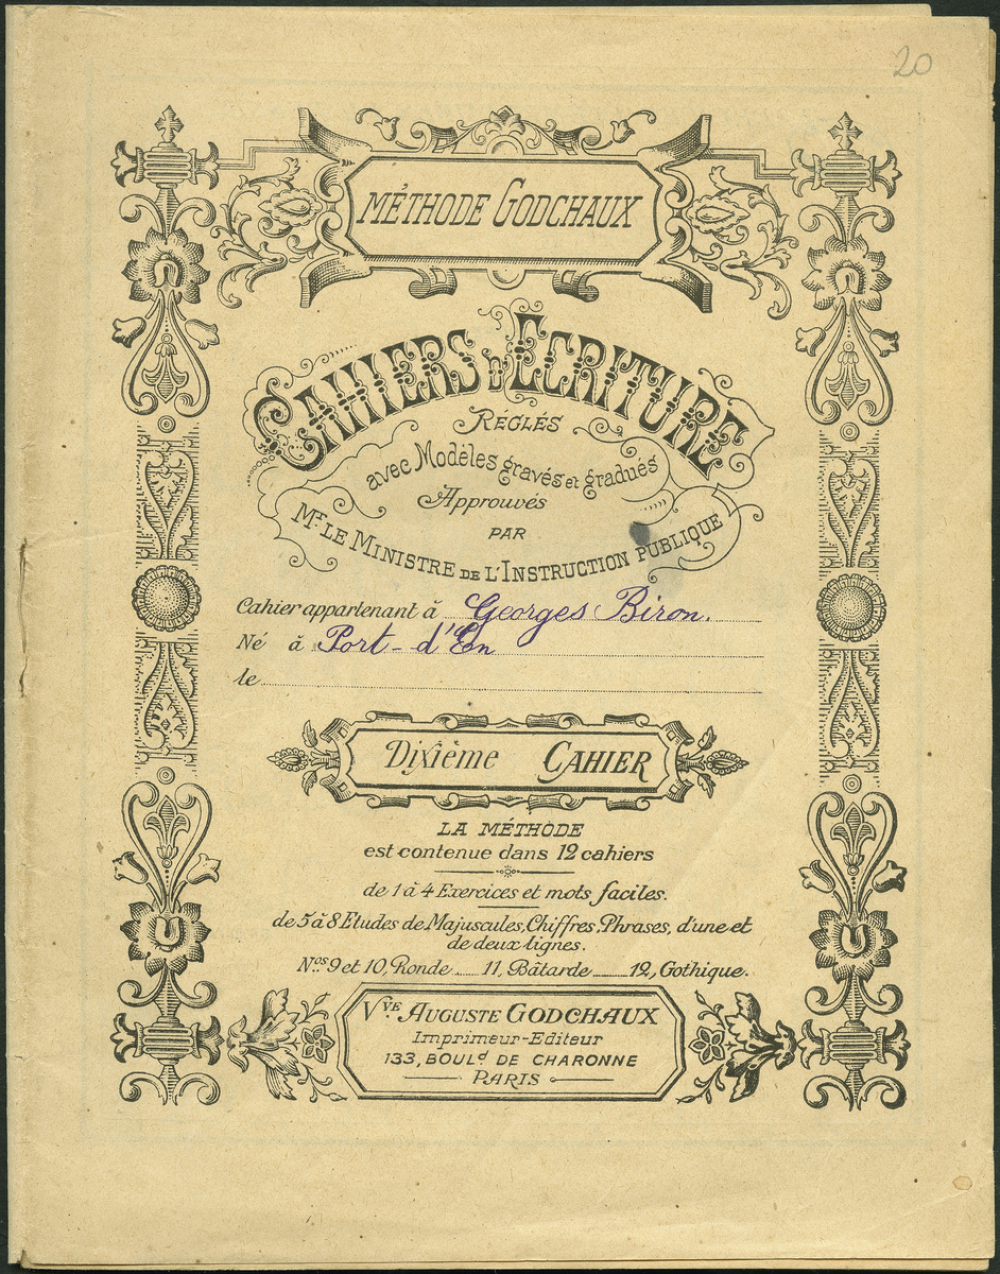 20
MÉTHODE GODCHAUX
CAHIERS D'ECRITURE
RÉGLÉS
avec Modèles gravés et gradués
Approuvés
PAR
Mr. LE MINISTRE DE L'INSTRUCTION PUBLIQUE
Cahier appartenant à Georges Biron.
Né à Port-d'En
le
Dixième CAHIER
LA MÉTHODE
est contenue dans 12 cahiers
de 1 à 4 Exercices et mots faciles.
de 5 à 8 Etudes de Majuscules, Chiffres, Phrases, d'une et
de deux lignes.
Nos. 9 et 10, Ronde 11, Bâtarde 12, Gothique.
Vve. AUGUSTE GODCHAUX
Imprimeur-Editeur
133, BOULd DE CHARONNE
PARIS